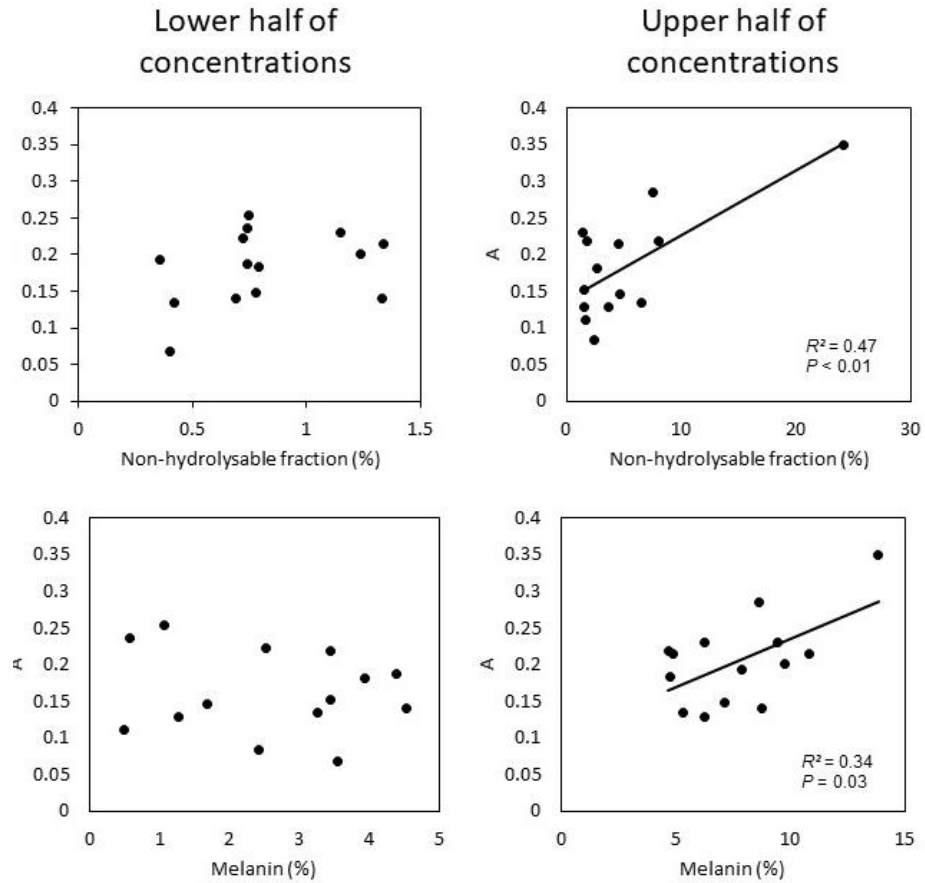 Lower half of
concentrations
Upper half of
concentrations
0.4
0.35
0.3
0.25
0.2
0.15
0.1
0.05
0
0 0.5 1 1.5
Non-hydrolysable fraction (%)
A
0.4
0.35
0.3
0.25
0.2
0.15
0.1
0.05
0
R² = 0.47
P < 0.01
0 10 20 30
Non-hydrolysable fraction (%)
A
0.4
0.35
0.3
0.25
0.2
0.15
0.1
0.05
0
0 1 2 3 4 5
Melanin (%)
A
0.4
0.35
0.3
0.25
0.2
0.15
0.1
0.05
0
R² = 0.34
P = 0.03
0 5 10 15
Melanin (%)